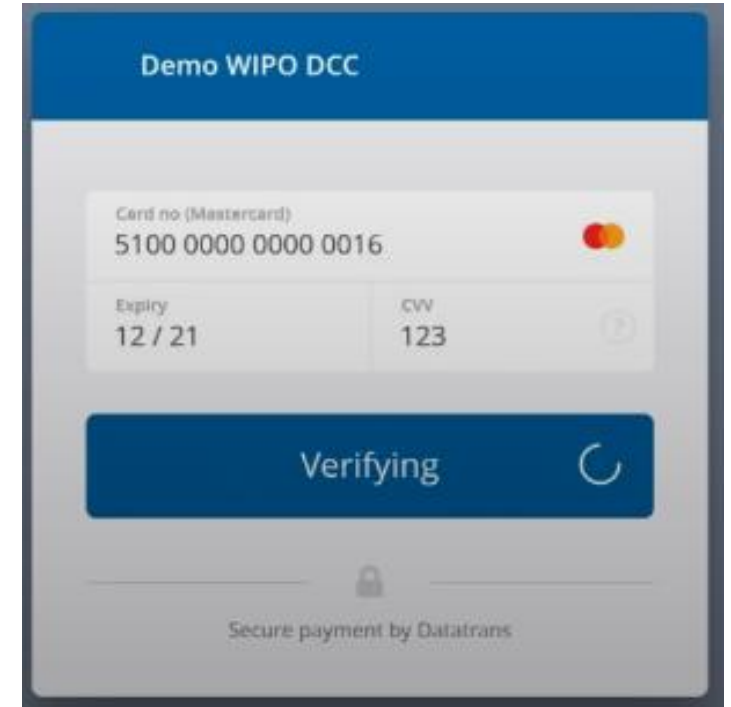 Demo WIPO DCC
Card no (Mastercard)
5100 0000 0000 0016
Expiry
CVV
12 / 21
123
?
Verifying
Secure payment by Datatrans